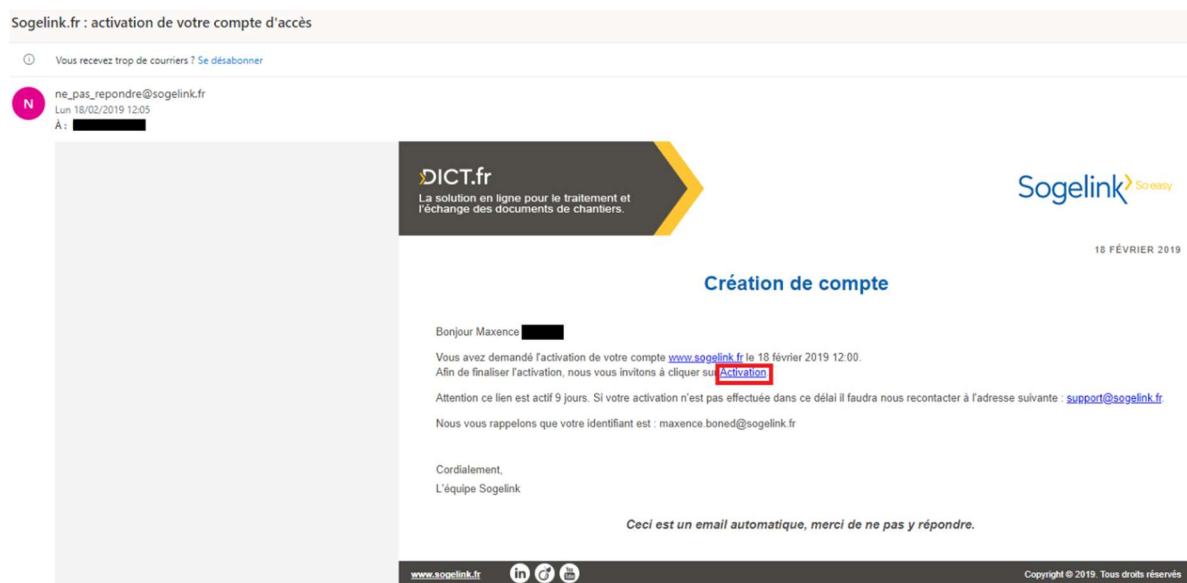 Sogelink.fr : activation de votre compte d'accès
Vous recevez trop de courriers ? Se désabonner
N
ne_pas_repondre@sogelink.fr
Lun 18/02/2019 12:05
À :
DICT.fr
La solution en ligne pour le traitement et
l'échange des documents de chantiers.
Sogelink So easy
18 FÉVRIER 2019
Création de compte
Bonjour Maxence
Vous avez demandé l'activation de votre compte www.sogelink.fr le 18 février 2019 12:00.
Afin de finaliser l'activation, nous vous invitons á cliquer sur Activation.
Attention ce lien est actif 9 jours. Si votre activation n'est pas effectuée dans ce délai il faudra nous recontacter à l'adresse suivante : support@sogelink.fr.
Nous vous rappelons que votre identifiant est : maxence.boned@sogelink.fr
Cordialement,
L'équipe Sogelink
Ceci est un email automatique, merci de ne pas y répondre.
www.sogelink.fr
in
You Tube
Copyright © 2019. Tous droits réservés